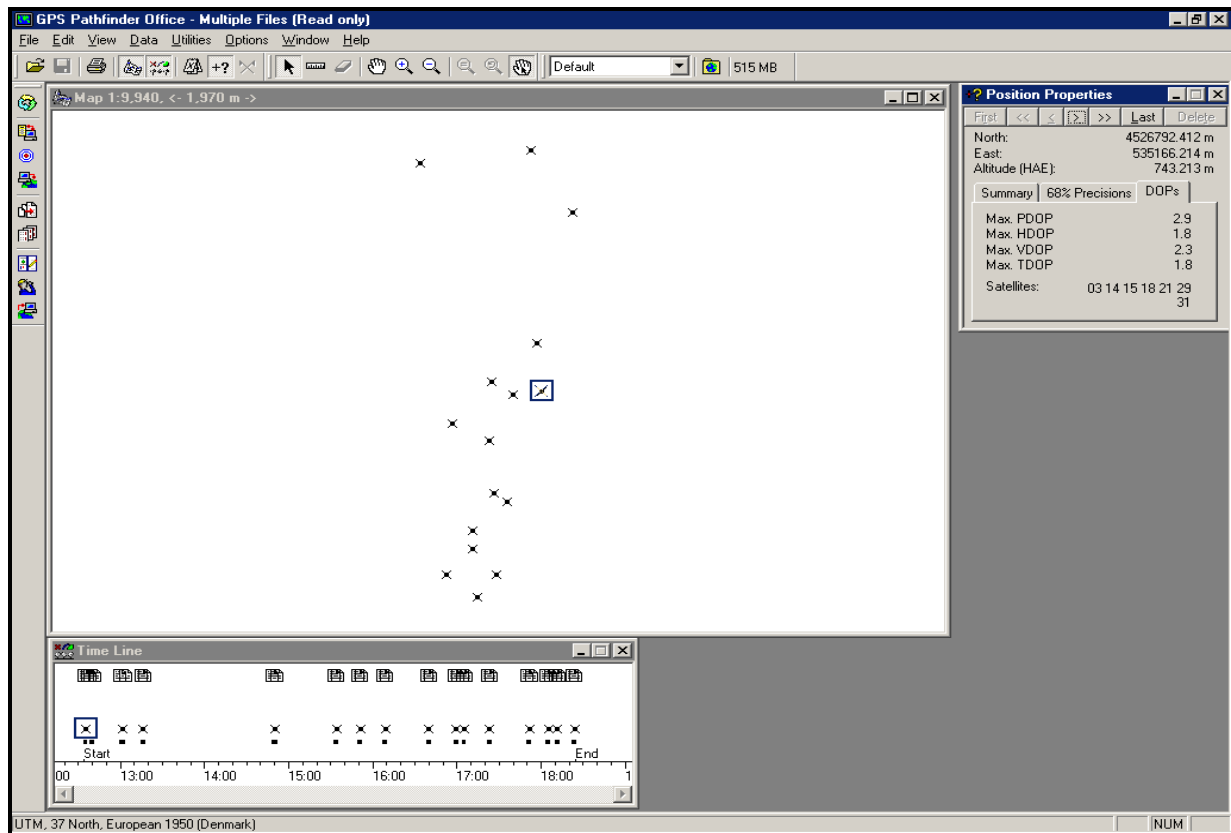 GPS Pathfinder Office - Multiple Files (Read only)
File Edit View Data Utilities Options Window Help
Default 515 MB
Map 1:9,940, <- 1,970 m ->
Position Properties
First << < > >> Last Delete
North: 4526792.412 m
East: 535166.214 m
Altitude (HAE): 743.213 m
Summary 68% Precisions DOPs
Max. PDOP 2.9
Max. HDOP 1.8
Max. VDOP 2.3
Max. TDOP 1.8
Satellites: 03 14 15 18 21 29
31
Time Line
Start End
00 13:00 14:00 15:00 16:00 17:00 18:00 1
UTM, 37 North, European 1950 (Denmark) NUM